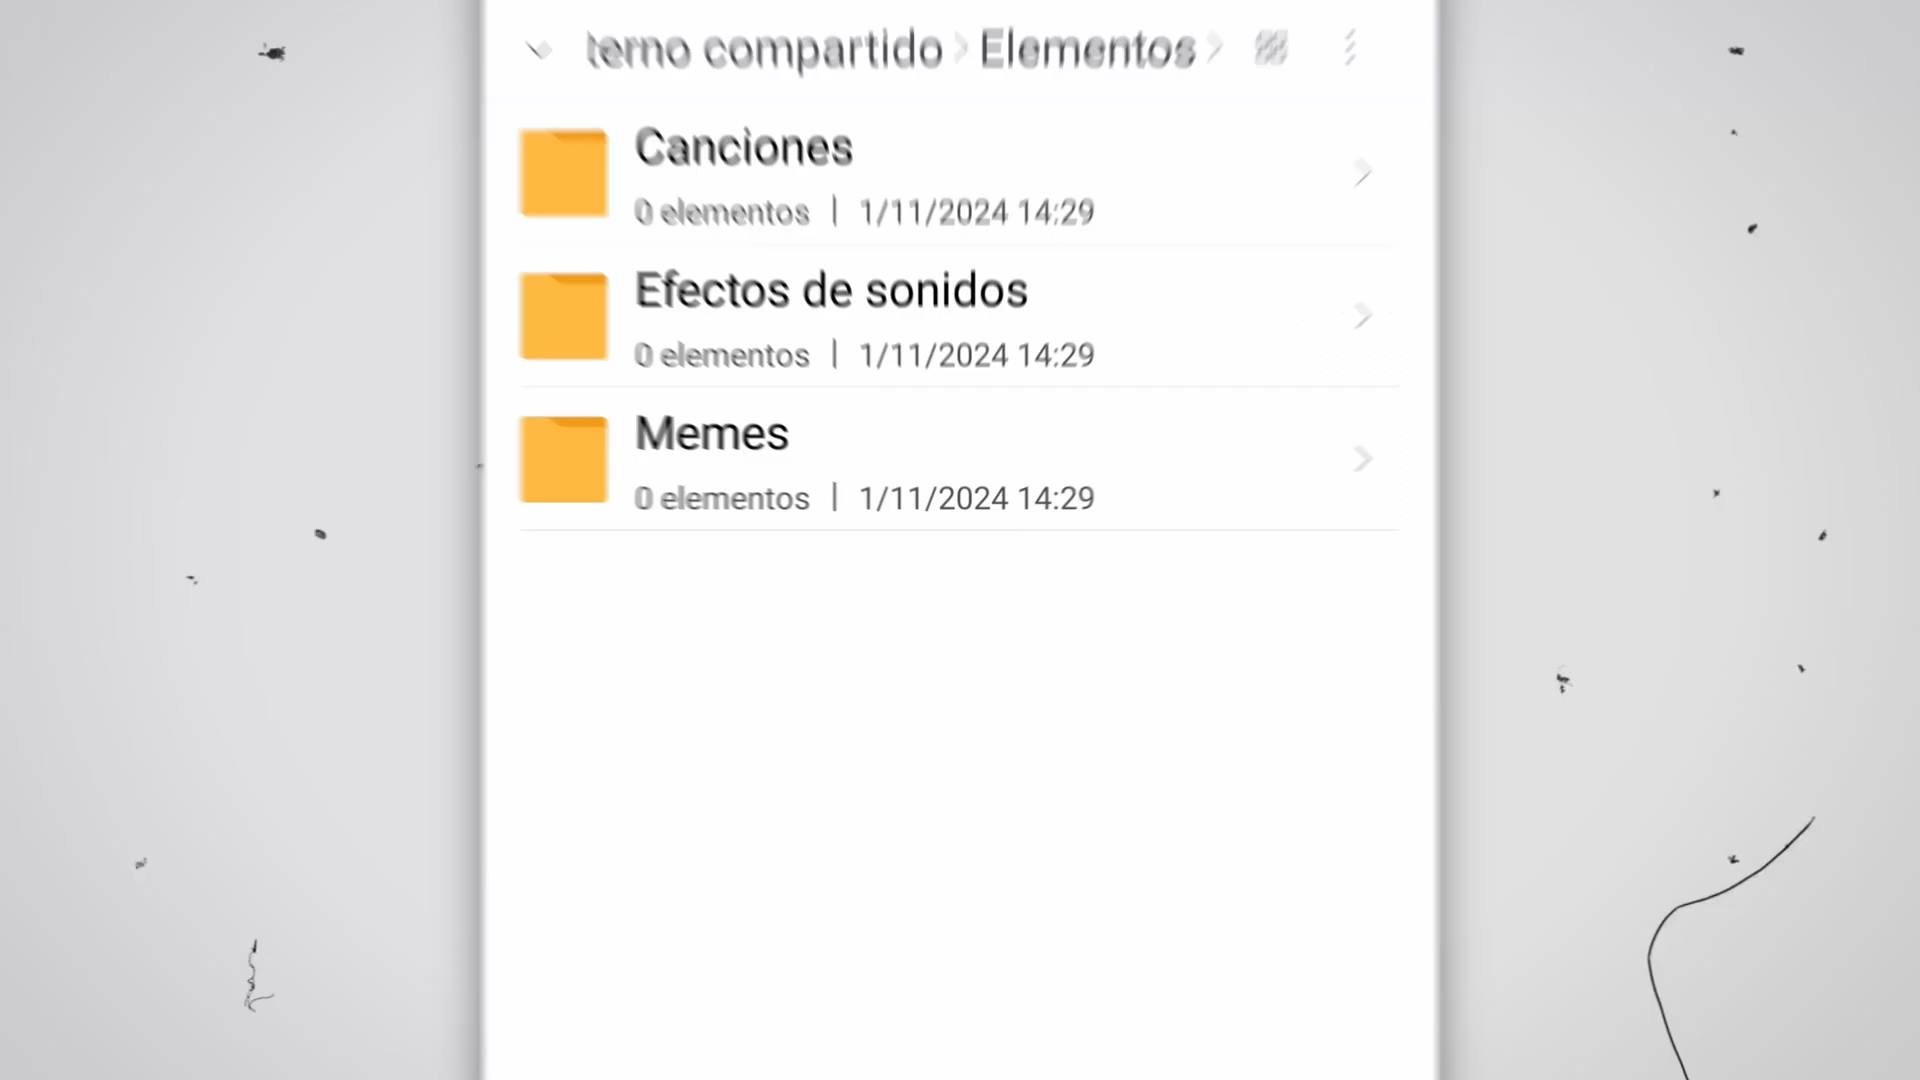 terno compartido > Elementos >
Canciones
0 elementos | 1/11/2024 14:29
Efectos de sonidos
0 elementos | 1/11/2024 14:29
Memes
0 elementos | 1/11/2024 14:29